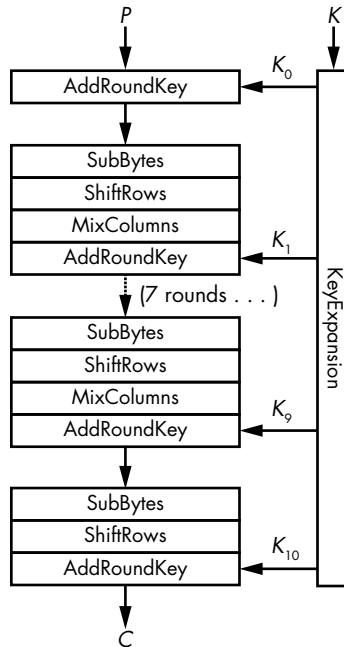 P K
AddRoundKey K₀
SubBytes
ShiftRows
MixColumns
AddRoundKey K₁
(7 rounds . . . )
KeyExpansion
SubBytes
ShiftRows
MixColumns
AddRoundKey K₉
SubBytes
ShiftRows
AddRoundKey K₁₀
C